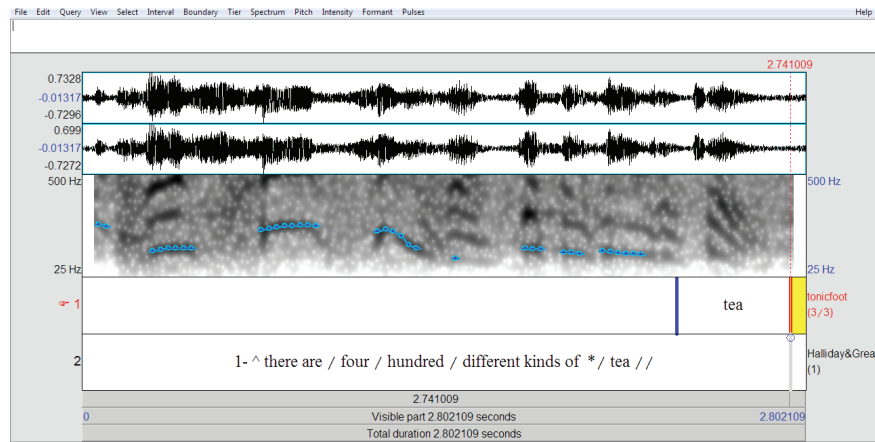 File Edit Query View Select Interval Boundary Tier Spectrum Pitch Intensity Formant Pulses Help
2.741009
0.7328
-0.01317
-0.7296
0.699
-0.01317
-0.7272
500 Hz 500 Hz
25 Hz 25 Hz
1 tea tonicfoot
(3/3)
2 1- ^ there are / four / hundred / different kinds of */ tea // Halliday&Grea
(1)
2.741009
0 Visible part 2.802109 seconds 2.802109
Total duration 2.802109 seconds